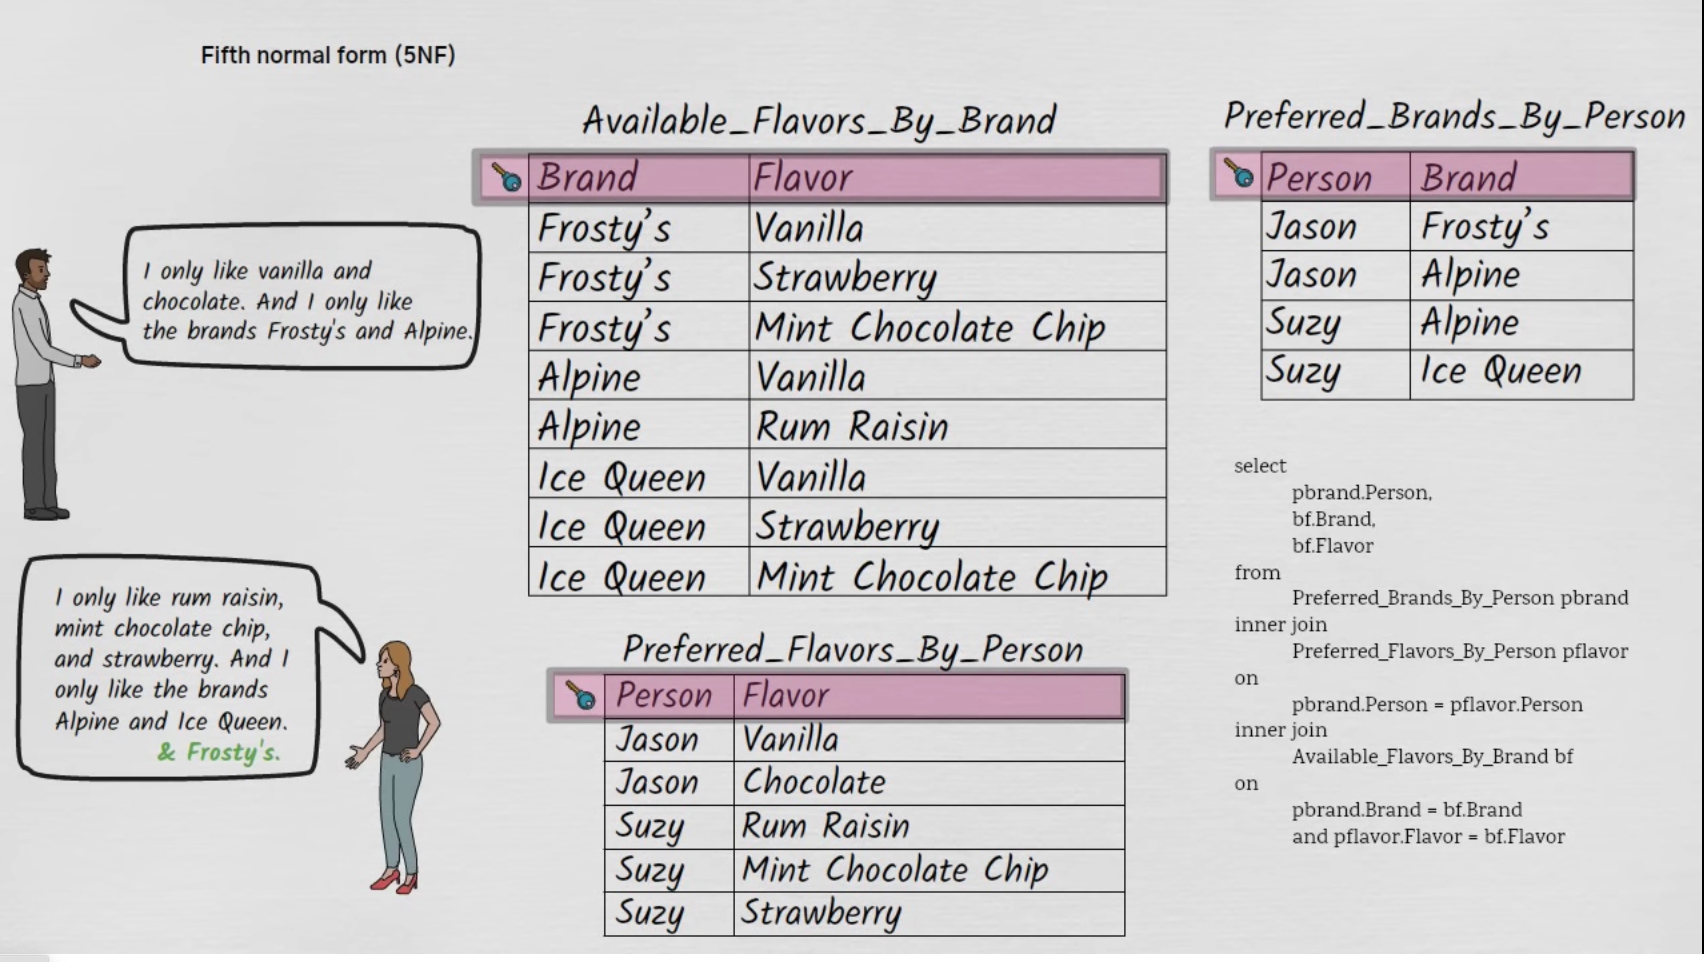 Fifth normal form (5NF)
Available_Flavors_By_Brand
Brand Flavor
Frosty's Vanilla
Frosty's Strawberry
Frosty's Mint Chocolate Chip
Alpine Vanilla
Alpine Rum Raisin
Ice Queen Vanilla
Ice Queen Strawberry
Ice Queen Mint Chocolate Chip
Preferred_Brands_By_Person
Person Brand
Jason Frosty's
Jason Alpine
Suzy Alpine
Suzy Ice Queen
I only like vanilla and
chocolate. And I only like
the brands Frosty's and Alpine.
I only like rum raisin,
mint chocolate chip,
and strawberry. And I
only like the brands
Alpine and Ice Queen.
& Frosty's.
Preferred_Flavors_By_Person
Person Flavor
Jason Vanilla
Jason Chocolate
Suzy Rum Raisin
Suzy Mint Chocolate Chip
Suzy Strawberry
select
pbrand.Person,
bf.Brand,
bf.Flavor
from
Preferred_Brands_By_Person pbrand
inner join
Preferred_Flavors_By_Person pflavor
on
pbrand.Person = pflavor.Person
inner join
Available_Flavors_By_Brand bf
on
pbrand.Brand = bf.Brand
and pflavor.Flavor = bf.Flavor